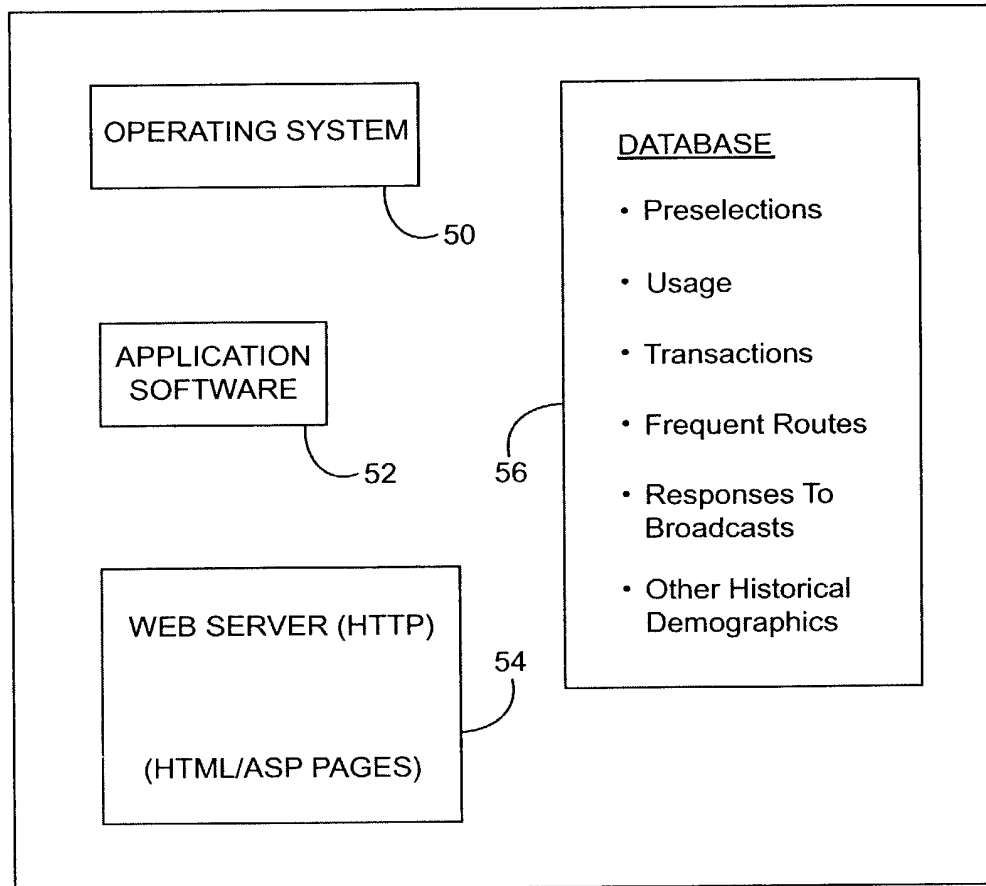 OPERATING SYSTEM
50
APPLICATION
SOFTWARE
52
WEB SERVER (HTTP)
(HTML/ASP PAGES)
54
56
DATABASE
• Preselections
• Usage
• Transactions
• Frequent Routes
• Responses To
Broadcasts
• Other Historical
Demographics